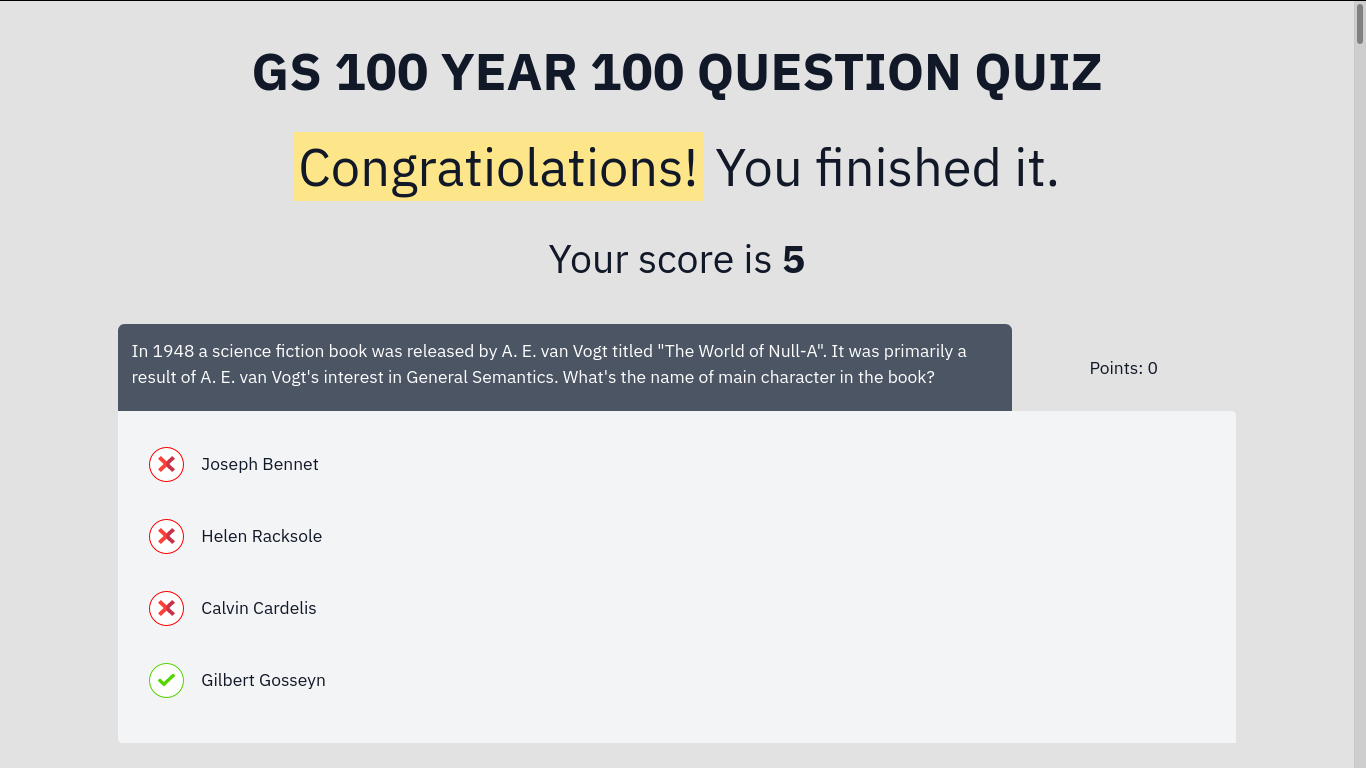 GS 100 YEAR 100 QUESTION QUIZ
Congratiolations! You finished it.
Your score is 5
In 1948 a science fiction book was released by A. E. van Vogt titled "The World of Null-A". It was primarily a
result of A. E. van Vogt's interest in General Semantics. What's the name of main character in the book?
Points: 0
Joseph Bennet
Helen Racksole
Calvin Cardelis
Gilbert Gosseyn